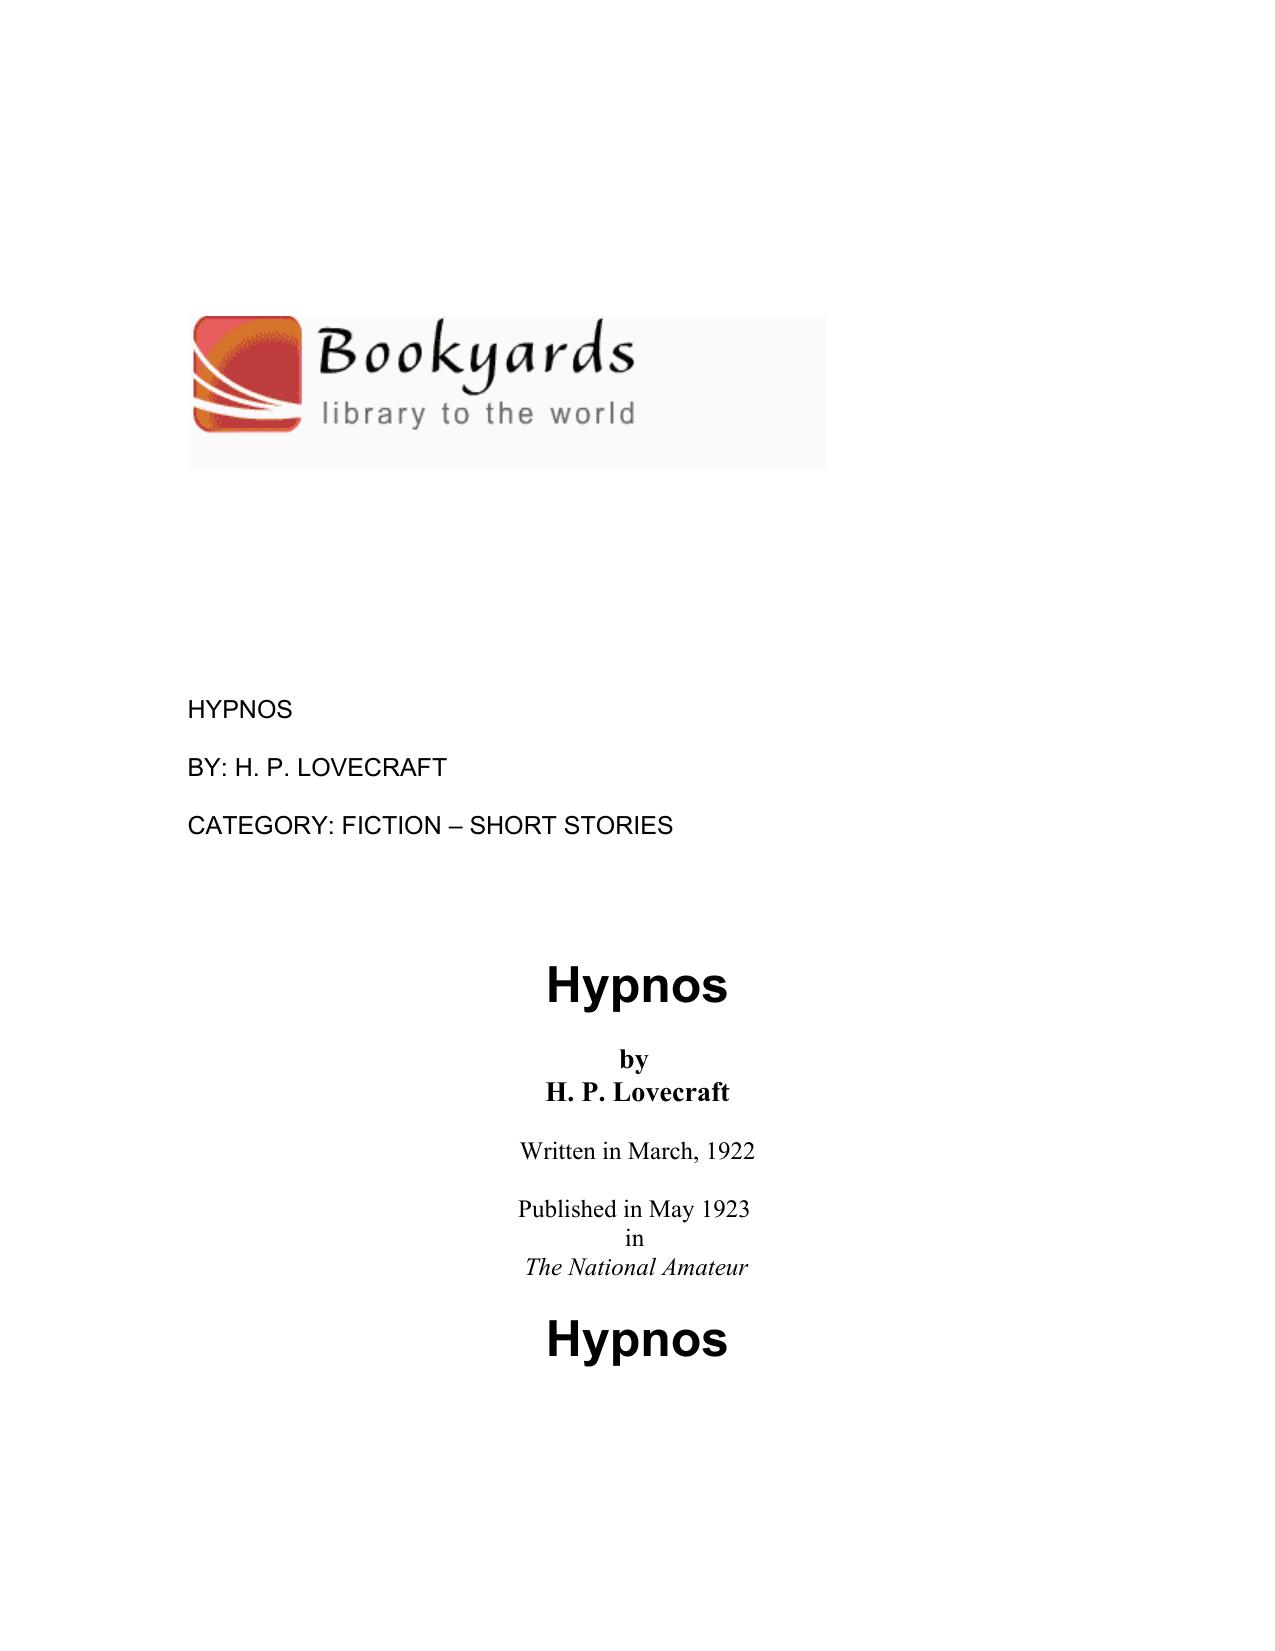 Bookyards
library to the world
HYPNOS
BY: H. P. LOVECRAFT
CATEGORY: FICTION – SHORT STORIES
Hypnos
by
H. P. Lovecraft
Written in March, 1922
Published in May 1923
in
The National Amateur
Hypnos